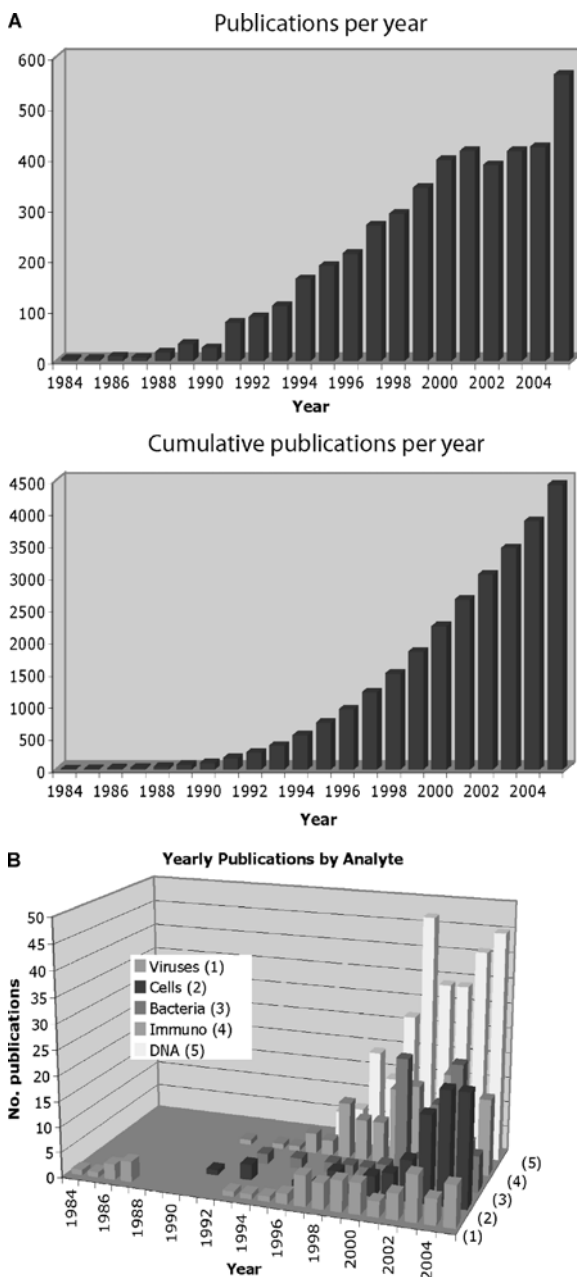 A
Publications per year
600
500
400
300
200
100
0
1984 1986 1988 1990 1992 1994 1996 1998 2000 2002 2004
Year
Cumulative publications per year
4500
4000
3500
3000
2500
2000
1500
1000
500
0
1984 1986 1988 1990 1992 1994 1996 1998 2000 2002 2004
Year
B
Yearly Publications by Analyte
50
45
40
35
30
25
20
15
10
5
0
No. publications
Viruses (1)
Cells (2)
Bacteria (3)
Immuno (4)
DNA (5)
(5)
(4)
(3)
(2)
(1)
1984 1986 1988 1990 1992 1994 1996 1998 2000 2002 2004
Year